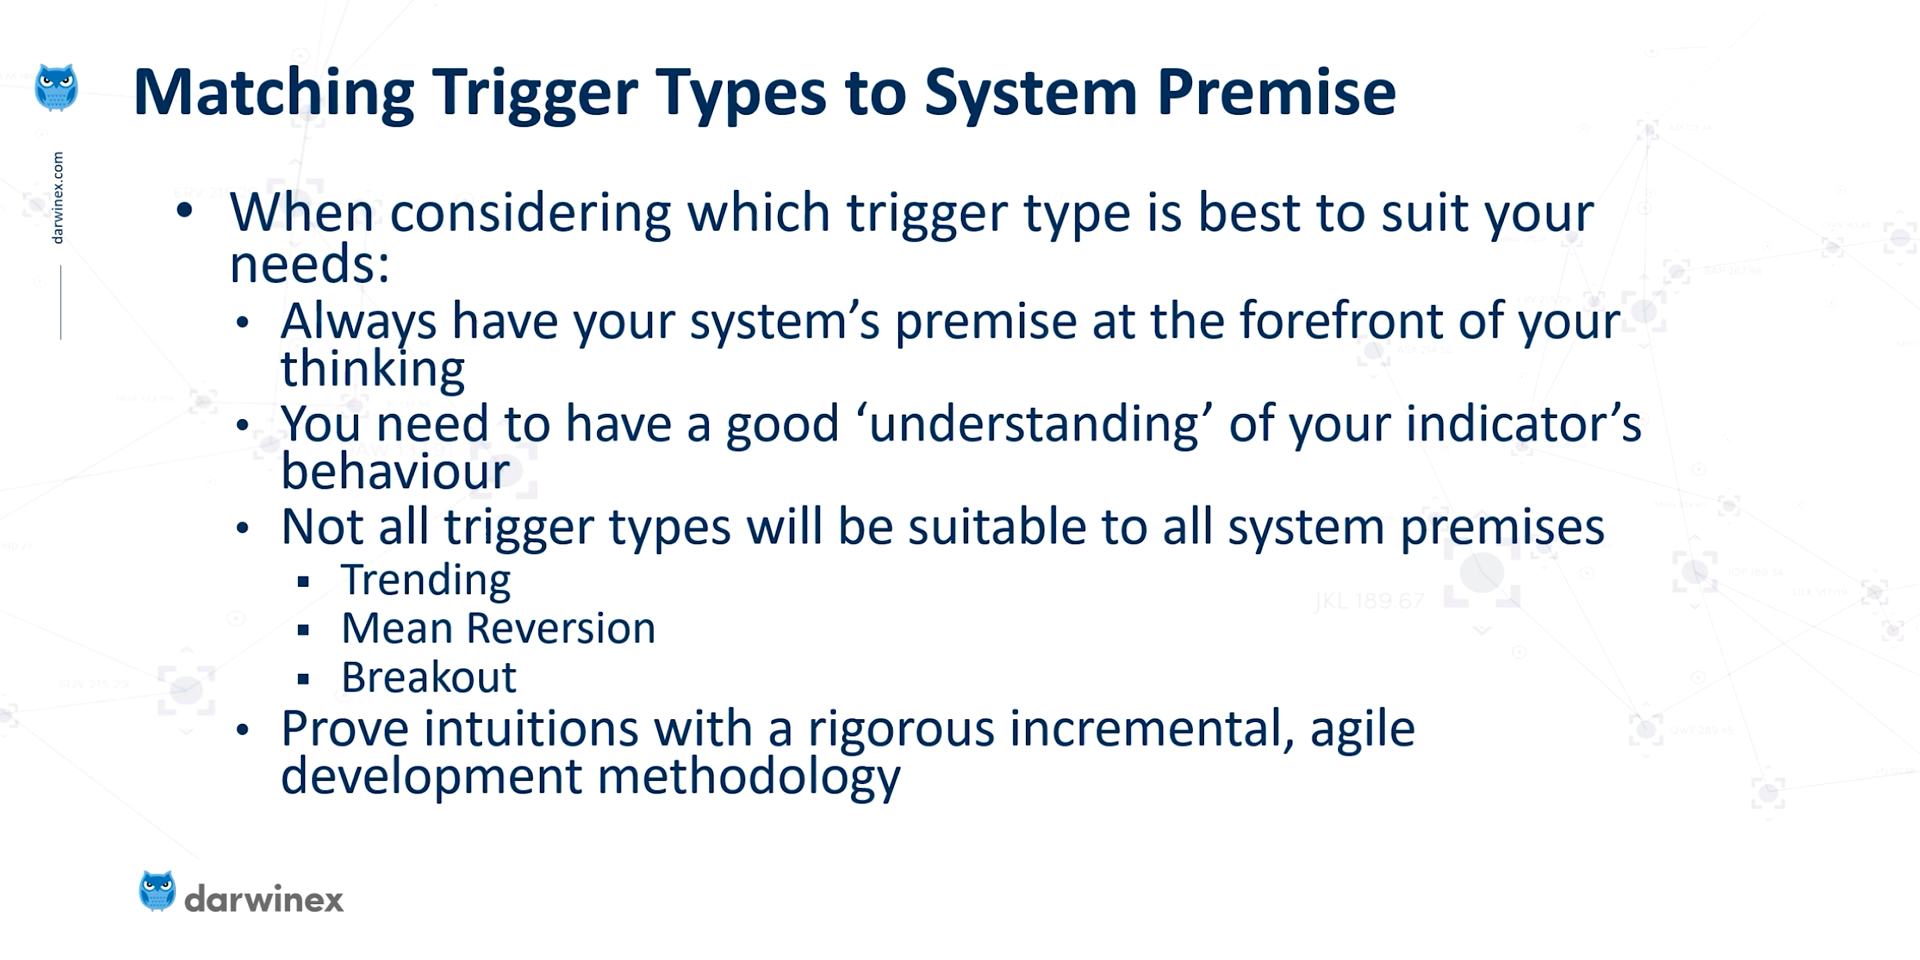 Matching Trigger Types to System Premise
darwinex.com
• When considering which trigger type is best to suit your
needs:
• Always have your system’s premise at the forefront of your
thinking
• You need to have a good ‘understanding’ of your indicator’s
behaviour
• Not all trigger types will be suitable to all system premises
▪ Trending
▪ Mean Reversion
▪ Breakout
• Prove intuitions with a rigorous incremental, agile
development methodology
JKL 189.67
darwinex